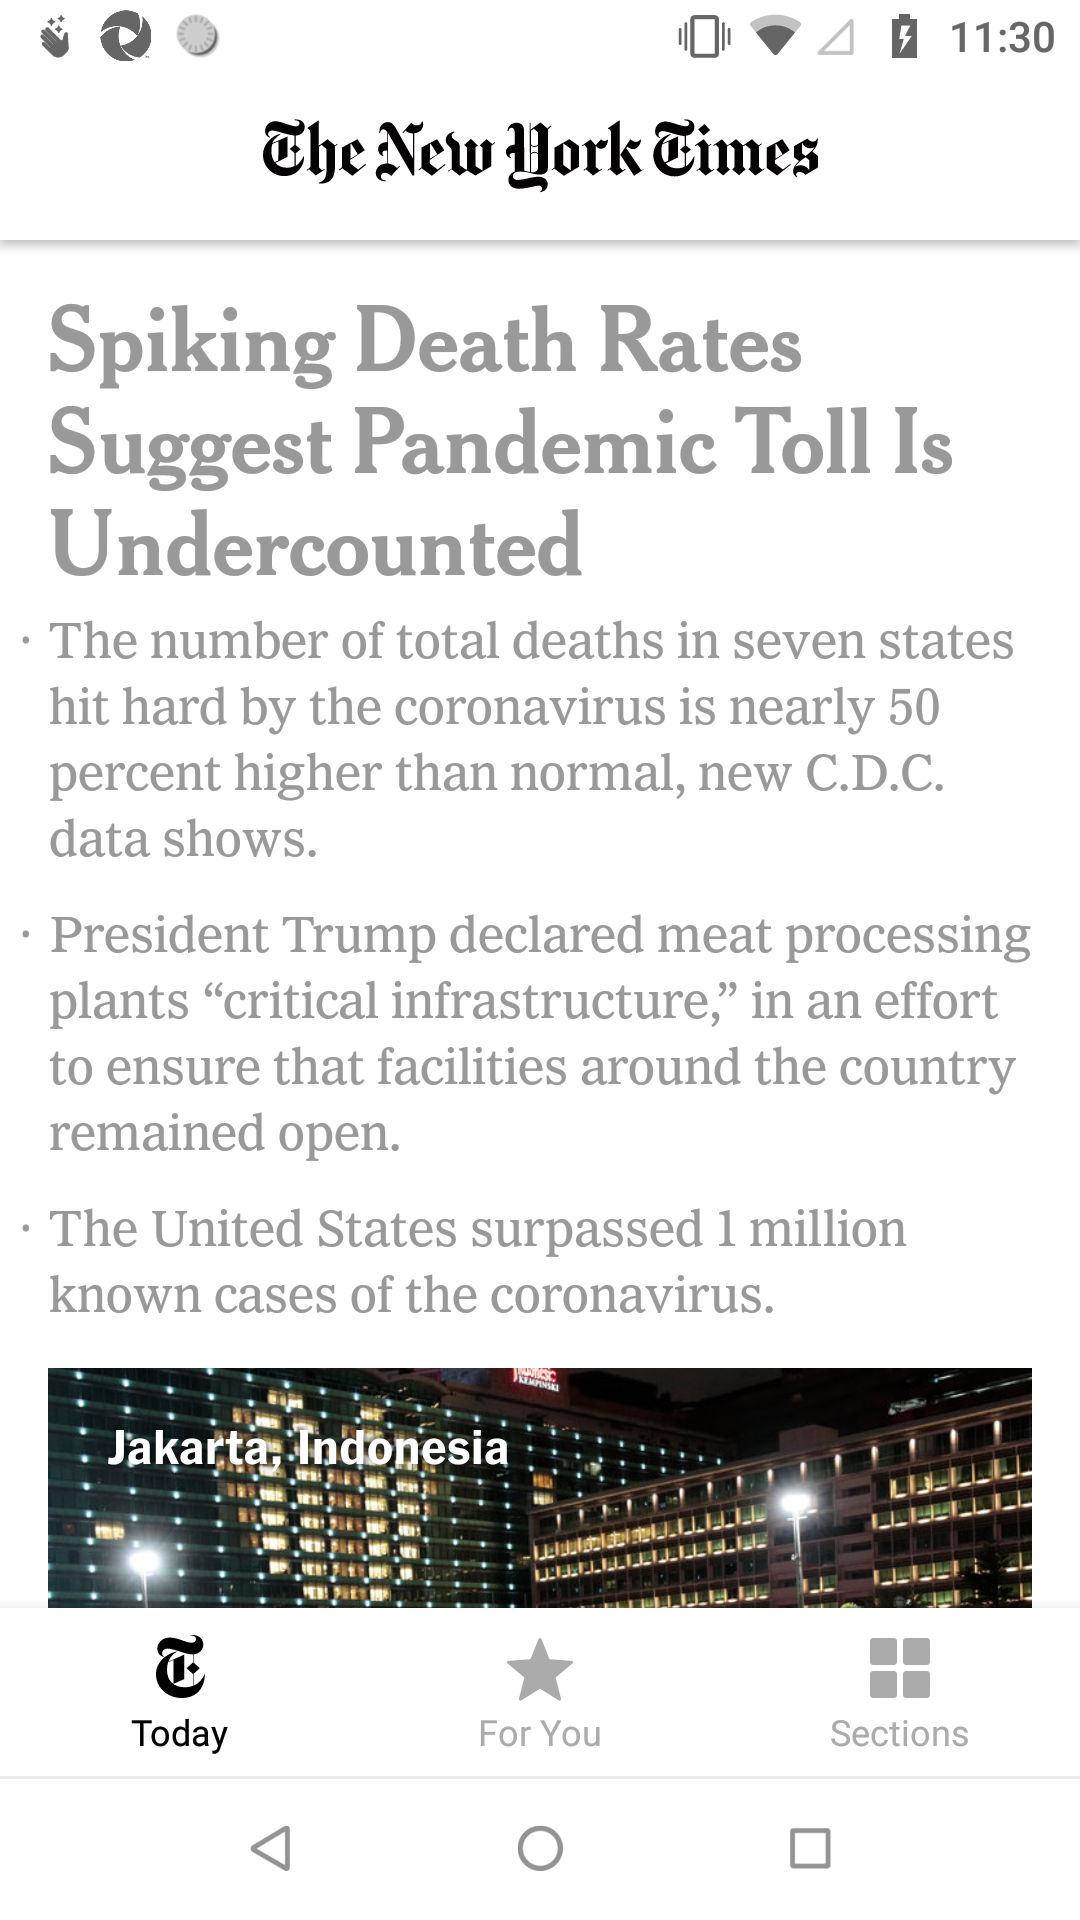 11:30
The New York Times
Spiking Death Rates
Suggest Pandemic Toll Is
Undercounted
· The number of total deaths in seven states
hit hard by the coronavirus is nearly 50
percent higher than normal, new C.D.C.
data shows.
· President Trump declared meat processing
plants “critical infrastructure,” in an effort
to ensure that facilities around the country
remained open.
· The United States surpassed 1 million
known cases of the coronavirus.
KEMPINSKI
Jakarta, Indonesia
Today
For You
Sections